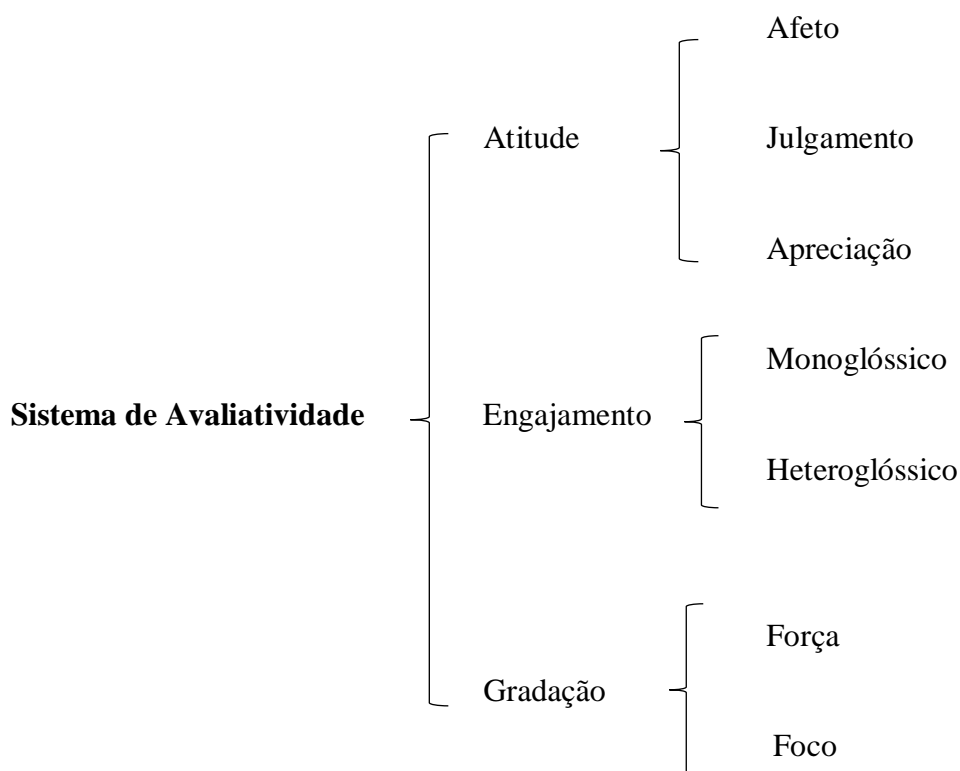 Afeto
Atitude
Julgamento
Apreciação
Monoglóssico
Sistema de Avaliatividade
Engajamento
Heteroglóssico
Força
Gradação
Foco